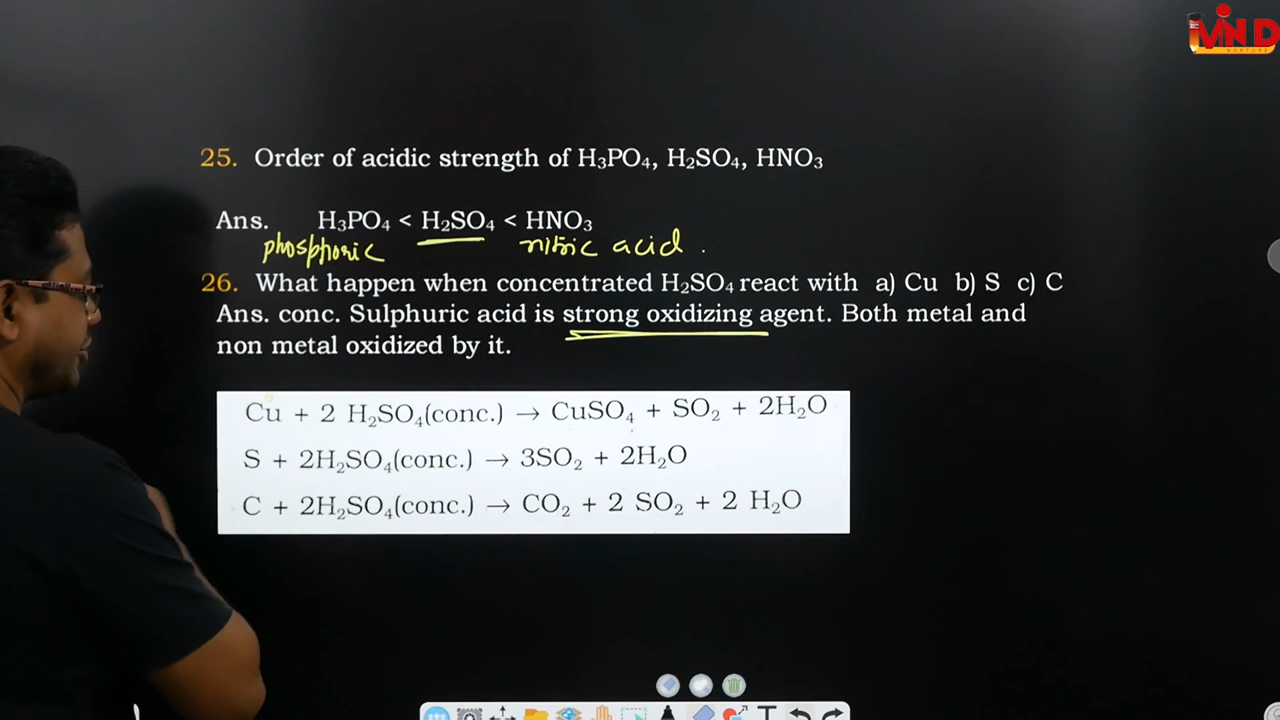 MIND
NURTURE
25. Order of acidic strength of H₃PO₄, H₂SO₄, HNO₃
Ans. H₃PO₄ < H₂SO₄ < HNO₃
phosphoric nitric acid .
26. What happen when concentrated H₂SO₄ react with a) Cu b) S c) C
Ans. conc. Sulphuric acid is strong oxidizing agent. Both metal and
non metal oxidized by it.
Cu + 2 H₂SO₄(conc.) → CuSO₄ + SO₂ + 2H₂O
S + 2H₂SO₄(conc.) → 3SO₂ + 2H₂O
C + 2H₂SO₄(conc.) → CO₂ + 2 SO₂ + 2 H₂O